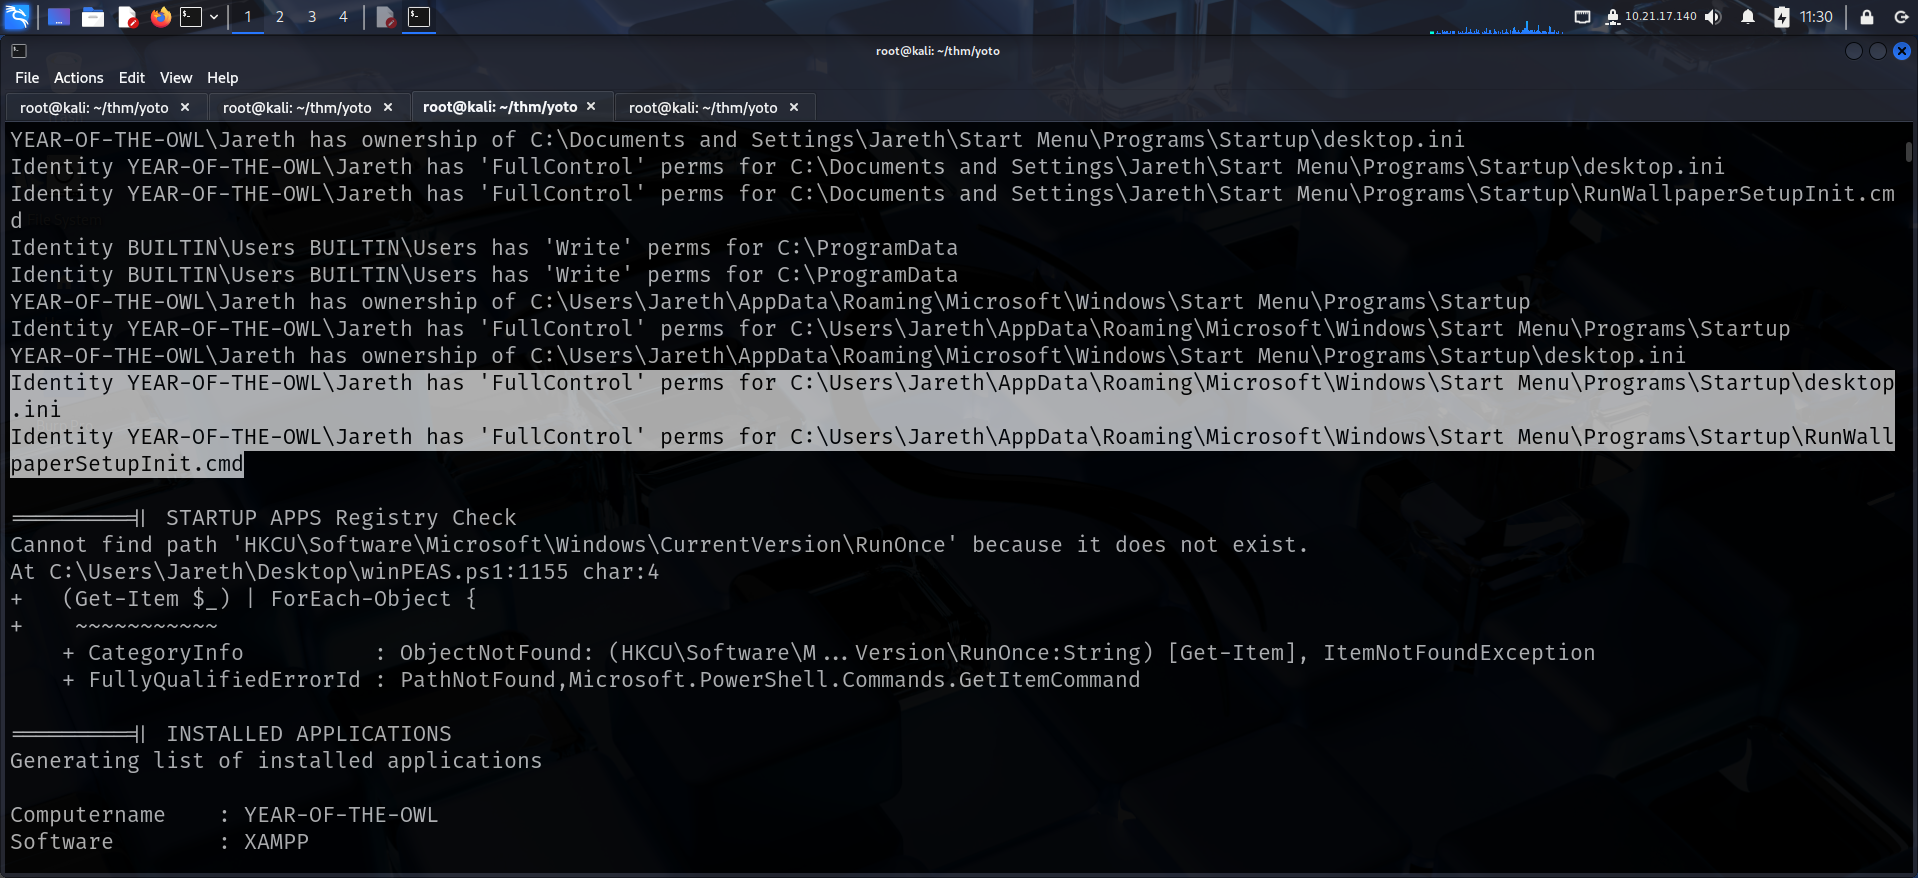 1 2 3 4 10.21.17.140 11:30
root@kali: ~/thm/yoto
File Actions Edit View Help
root@kali: ~/thm/yoto × root@kali: ~/thm/yoto × root@kali: ~/thm/yoto × root@kali: ~/thm/yoto ×
YEAR-OF-THE-OWL\Jareth has ownership of C:\Documents and Settings\Jareth\Start Menu\Programs\Startup\desktop.ini
Identity YEAR-OF-THE-OWL\Jareth has 'FullControl' perms for C:\Documents and Settings\Jareth\Start Menu\Programs\Startup\desktop.ini
Identity YEAR-OF-THE-OWL\Jareth has 'FullControl' perms for C:\Documents and Settings\Jareth\Start Menu\Programs\Startup\RunWallpaperSetupInit.cm
d
Identity BUILTIN\Users BUILTIN\Users has 'Write' perms for C:\ProgramData
Identity BUILTIN\Users BUILTIN\Users has 'Write' perms for C:\ProgramData
YEAR-OF-THE-OWL\Jareth has ownership of C:\Users\Jareth\AppData\Roaming\Microsoft\Windows\Start Menu\Programs\Startup
Identity YEAR-OF-THE-OWL\Jareth has 'FullControl' perms for C:\Users\Jareth\AppData\Roaming\Microsoft\Windows\Start Menu\Programs\Startup
YEAR-OF-THE-OWL\Jareth has ownership of C:\Users\Jareth\AppData\Roaming\Microsoft\Windows\Start Menu\Programs\Startup\desktop.ini
Identity YEAR-OF-THE-OWL\Jareth has 'FullControl' perms for C:\Users\Jareth\AppData\Roaming\Microsoft\Windows\Start Menu\Programs\Startup\desktop
.ini
Identity YEAR-OF-THE-OWL\Jareth has 'FullControl' perms for C:\Users\Jareth\AppData\Roaming\Microsoft\Windows\Start Menu\Programs\Startup\RunWall
paperSetupInit.cmd
==========|| STARTUP APPS Registry Check
Cannot find path 'HKCU\Software\Microsoft\Windows\CurrentVersion\RunOnce' because it does not exist.
At C:\Users\Jareth\Desktop\winPEAS.ps1:1155 char:4
+   (Get-Item $_) | ForEach-Object {
+    ~~~~~~~~~~~
    + CategoryInfo          : ObjectNotFound: (HKCU\Software\M...Version\RunOnce:String) [Get-Item], ItemNotFoundException
    + FullyQualifiedErrorId : PathNotFound,Microsoft.PowerShell.Commands.GetItemCommand
==========|| INSTALLED APPLICATIONS
Generating list of installed applications
Computername    : YEAR-OF-THE-OWL
Software        : XAMPP